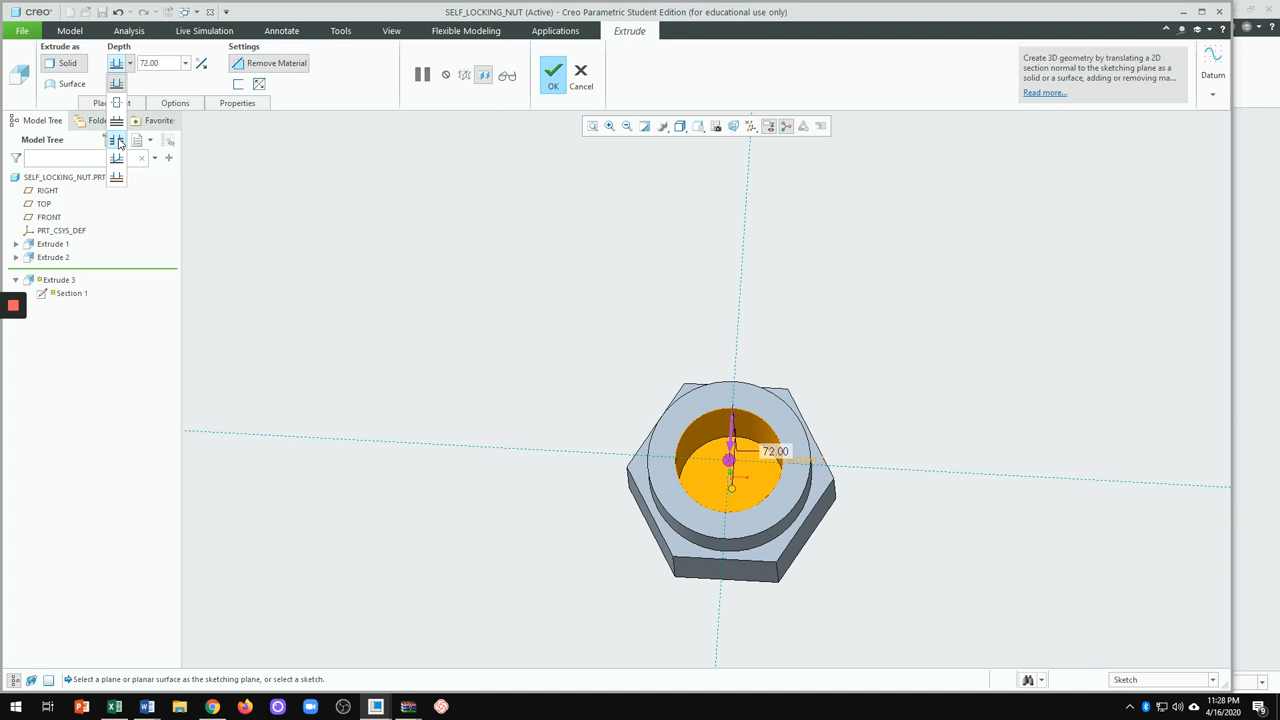 creo
SELF_LOCKING_NUT (Active) - Creo Parametric Student Edition (for educational use only)
File
Model
Analysis
Live Simulation
Annotate
Tools
View
Flexible Modeling
Applications
Extrude
Extrude as
Depth
Settings
Solid
72.00
Remove Material
Surface
OK
Cancel
Create 3D geometry by translating a 2D
section normal to the sketching plane as a
solid or a surface, adding or removing ma...
Read more...
Datum
Options
Properties
Model Tree
Favorite:
Model Tree
SELF_LOCKING_NUT.PRT
RIGHT
TOP
FRONT
PRT_CSYS_DEF
Extrude 1
Extrude 2
Extrude 3
Section 1
72.00
Select a plane or planar surface as the sketching plane, or select a sketch.
Sketch
11:28 PM
4/16/2020